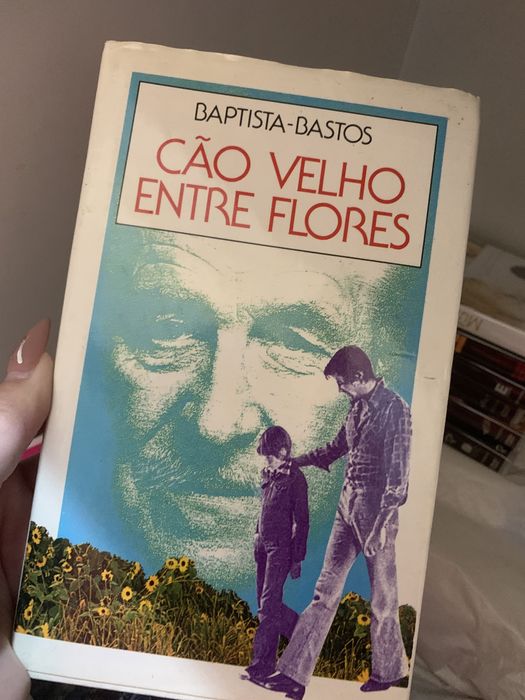 BAPTISTA-BASTOS
CÃO VELHO
ENTRE FLORES